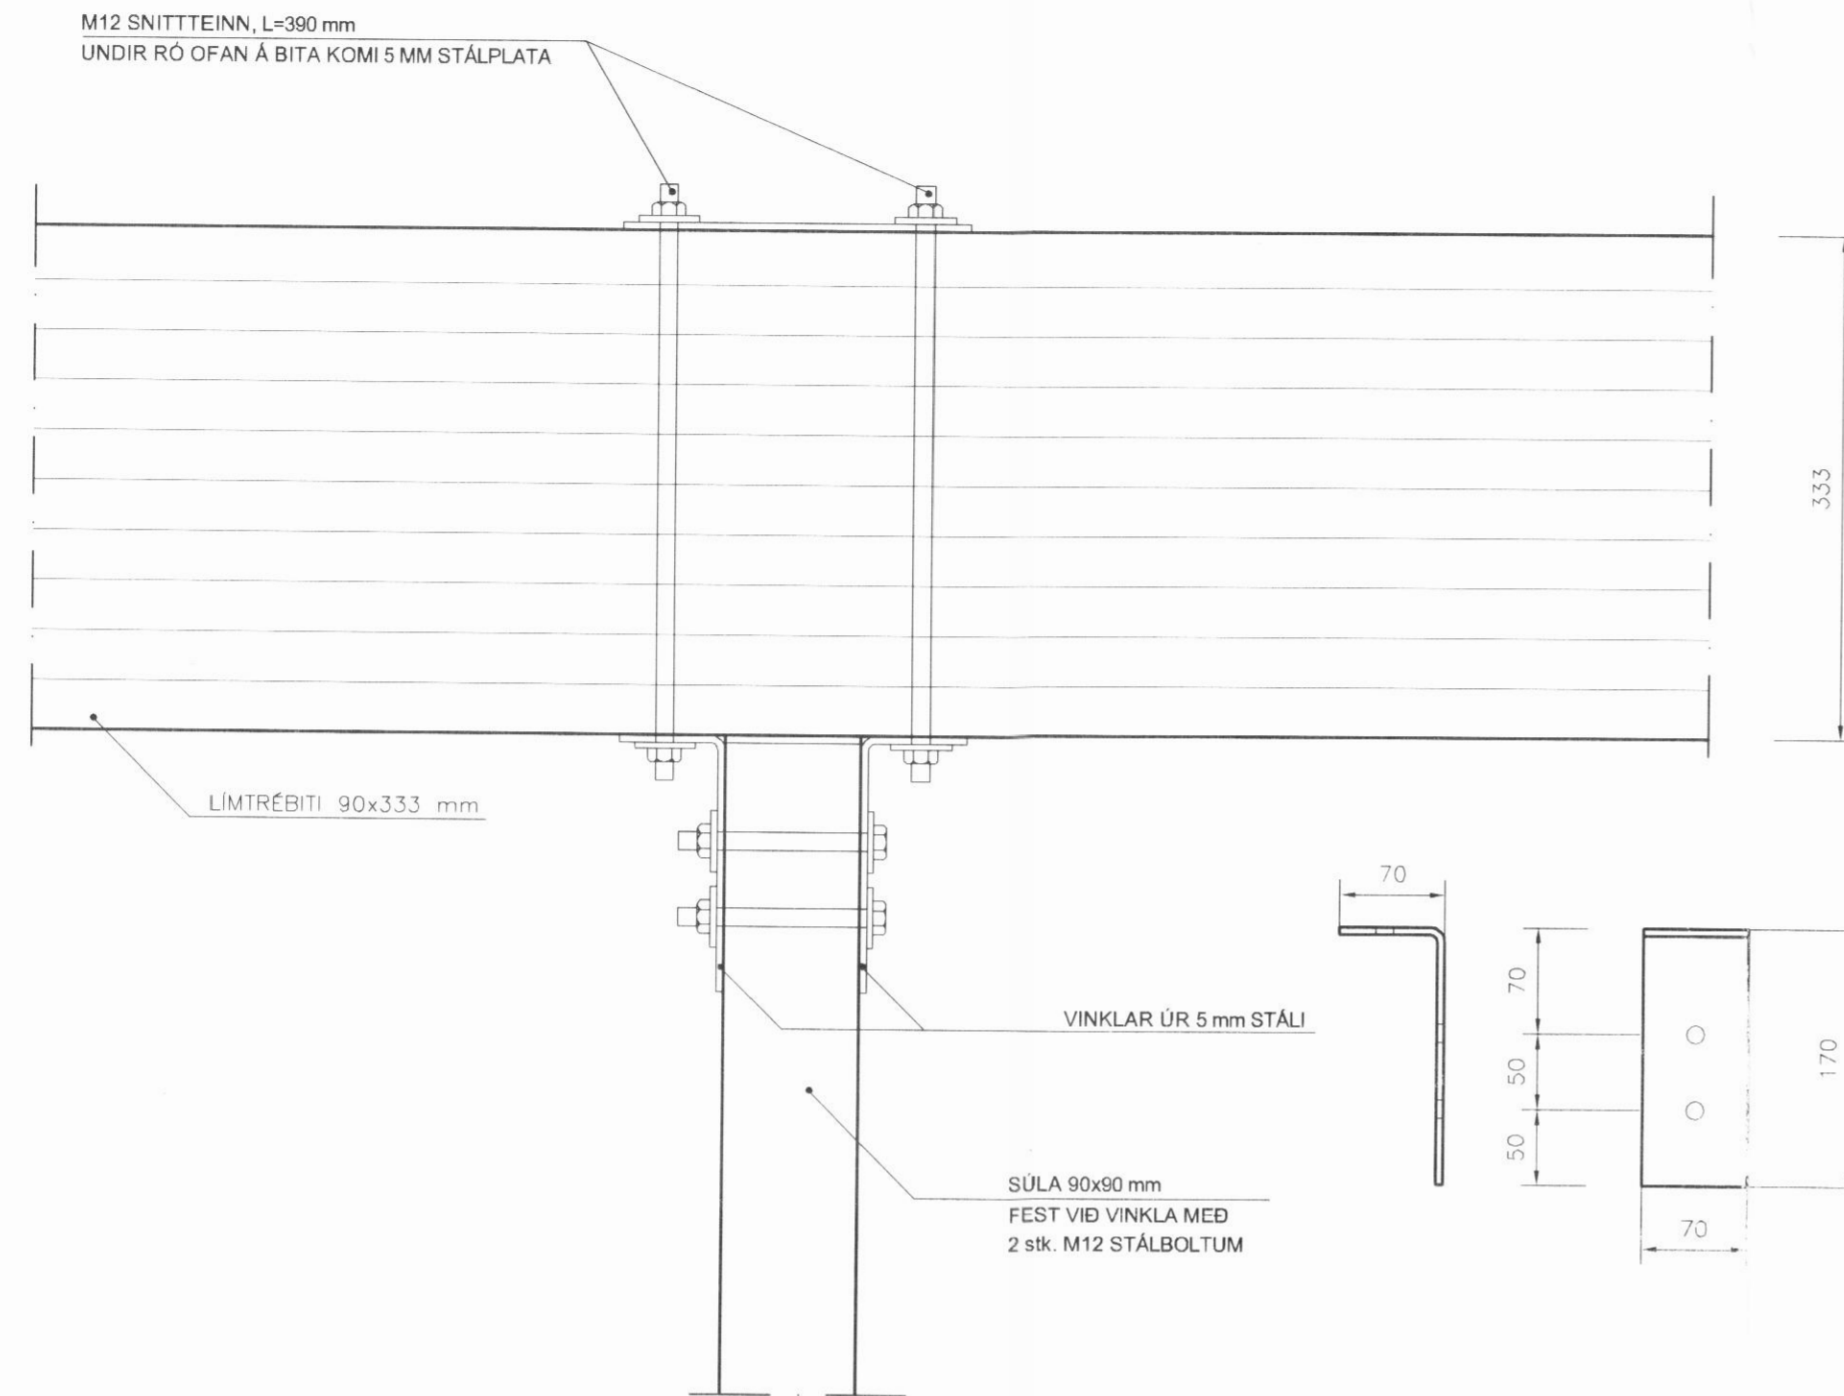 M12 SNITTTEINN, L=390 mm
UNDIR RÓ OFAN Á BITA KOMI 5 MM STÁLPLATA
333
LÍMTRÉBITI 90x333 mm
70
70
50
50
170
70
VINKLAR ÚR 5 mm STÁLI
SÚLA 90x90 mm
FEST VIÐ VINKLA MEÐ
2 stk. M12 STÁLBOLTUM